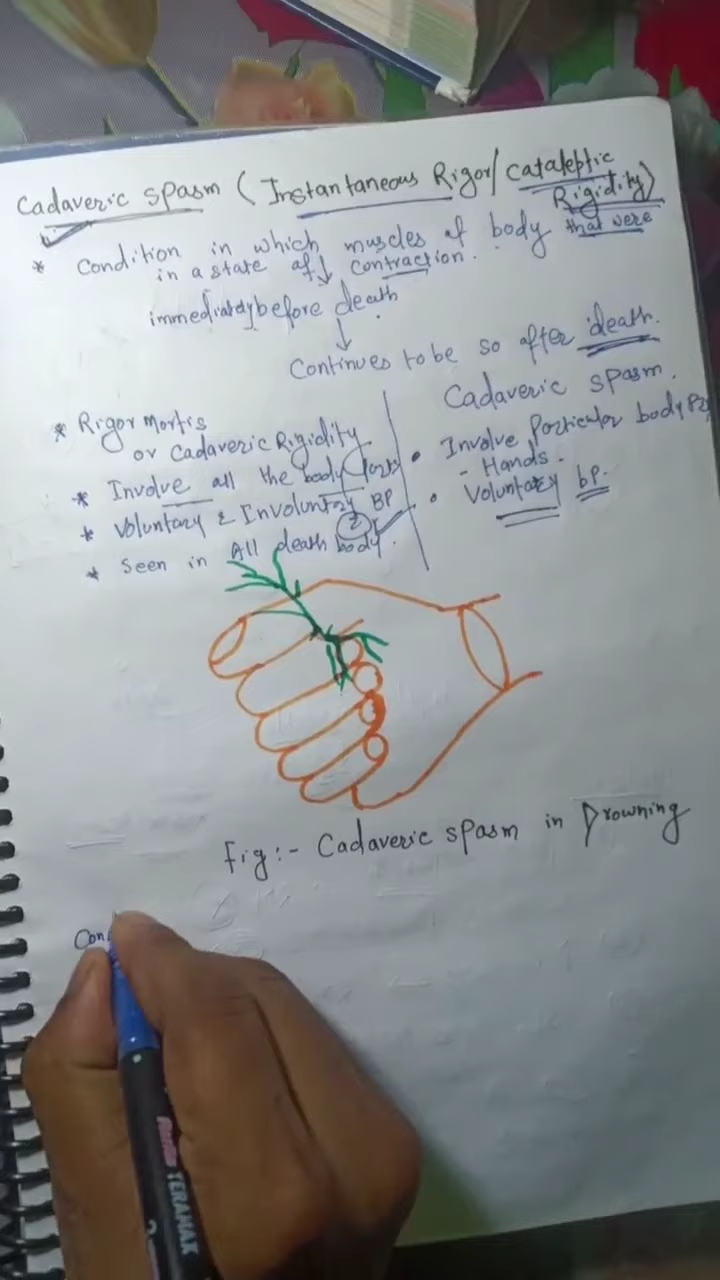 Cadaveric spasm ( Instantaneous Rigor/ Cataleptic
Rigidity)
* Condition in which muscles of body that were
in a state of contraction.
immediately before death
Continues to be so after death.
Cadaveric spasm.
* Rigor Mortis
or Cadaveric Rigidity
* Involve all the body Parts
* Voluntary & Involuntary BP
* Seen in All death body.
• Involve Particular body
- Hands.
• Voluntary bP.
Fig:- Cadaveric spasm in Drowning
Con
TERAMAX